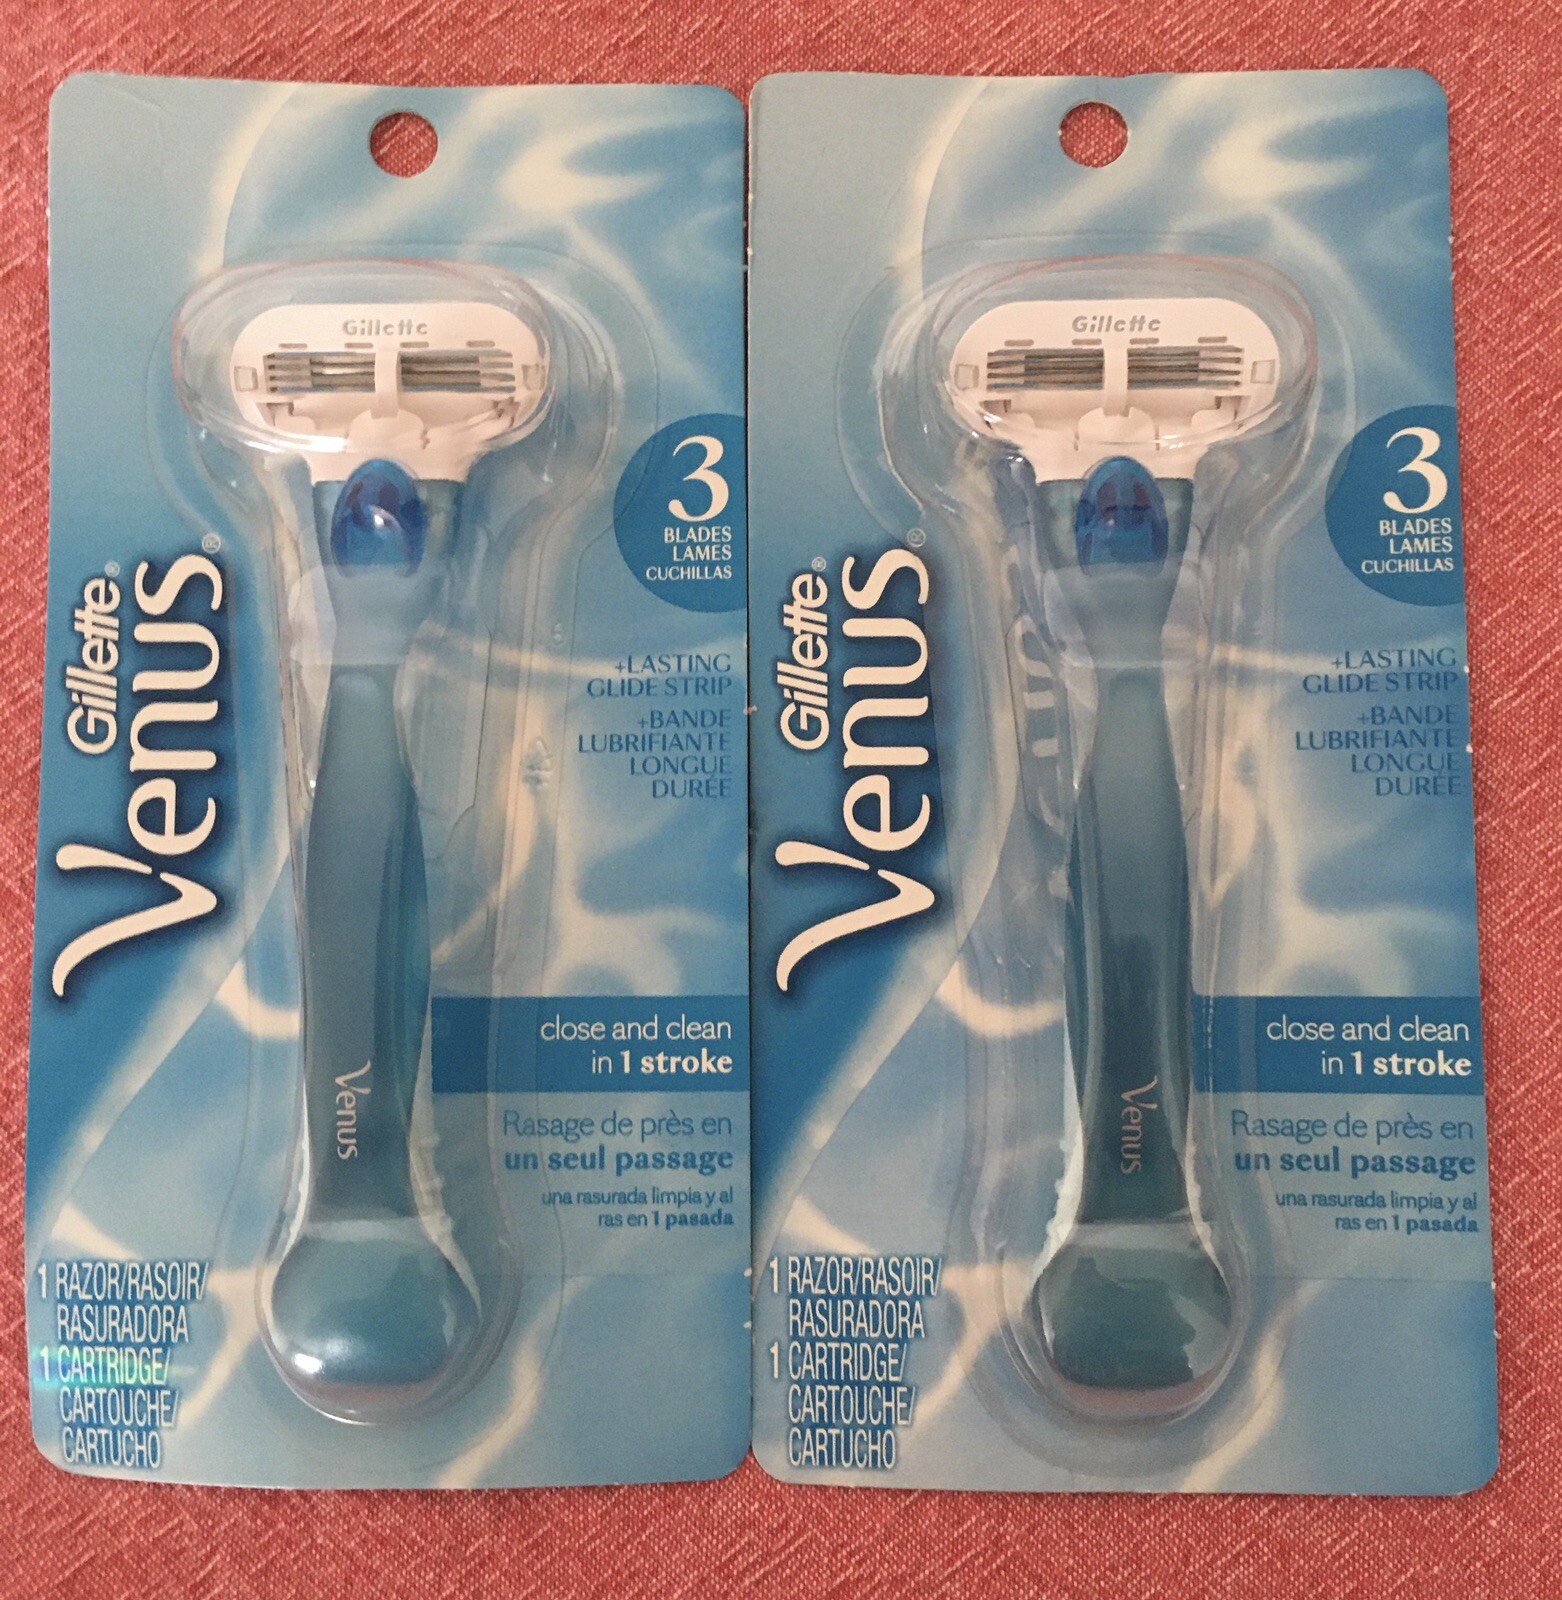 Gillette
3
BLADES
LAMES
CUCHILLAS
Gillette®
Venus®
+LASTING
GLIDE STRIP
+BANDE
LUBRIFIANTE
LONGUE
DURÉE
close and clean
in 1 stroke
Venus
Rasage de près en
un seul passage
una rasurada limpia y al
ras en 1 pasada
1 RAZOR/RASOIR/
RASURADORA
1 CARTRIDGE/
CARTOUCHE/
CARTUCHO
Gillette
3
BLADES
LAMES
CUCHILLAS
Gillette®
Venus®
+LASTING
GLIDE STRIP
+BANDE
LUBRIFIANTE
LONGUE
DURÉE
close and clean
in 1 stroke
Venus
Rasage de près en
un seul passage
una rasurada limpia y al
ras en 1 pasada
1 RAZOR/RASOIR/
RASURADORA
1 CARTRIDGE/
CARTOUCHE/
CARTUCHO